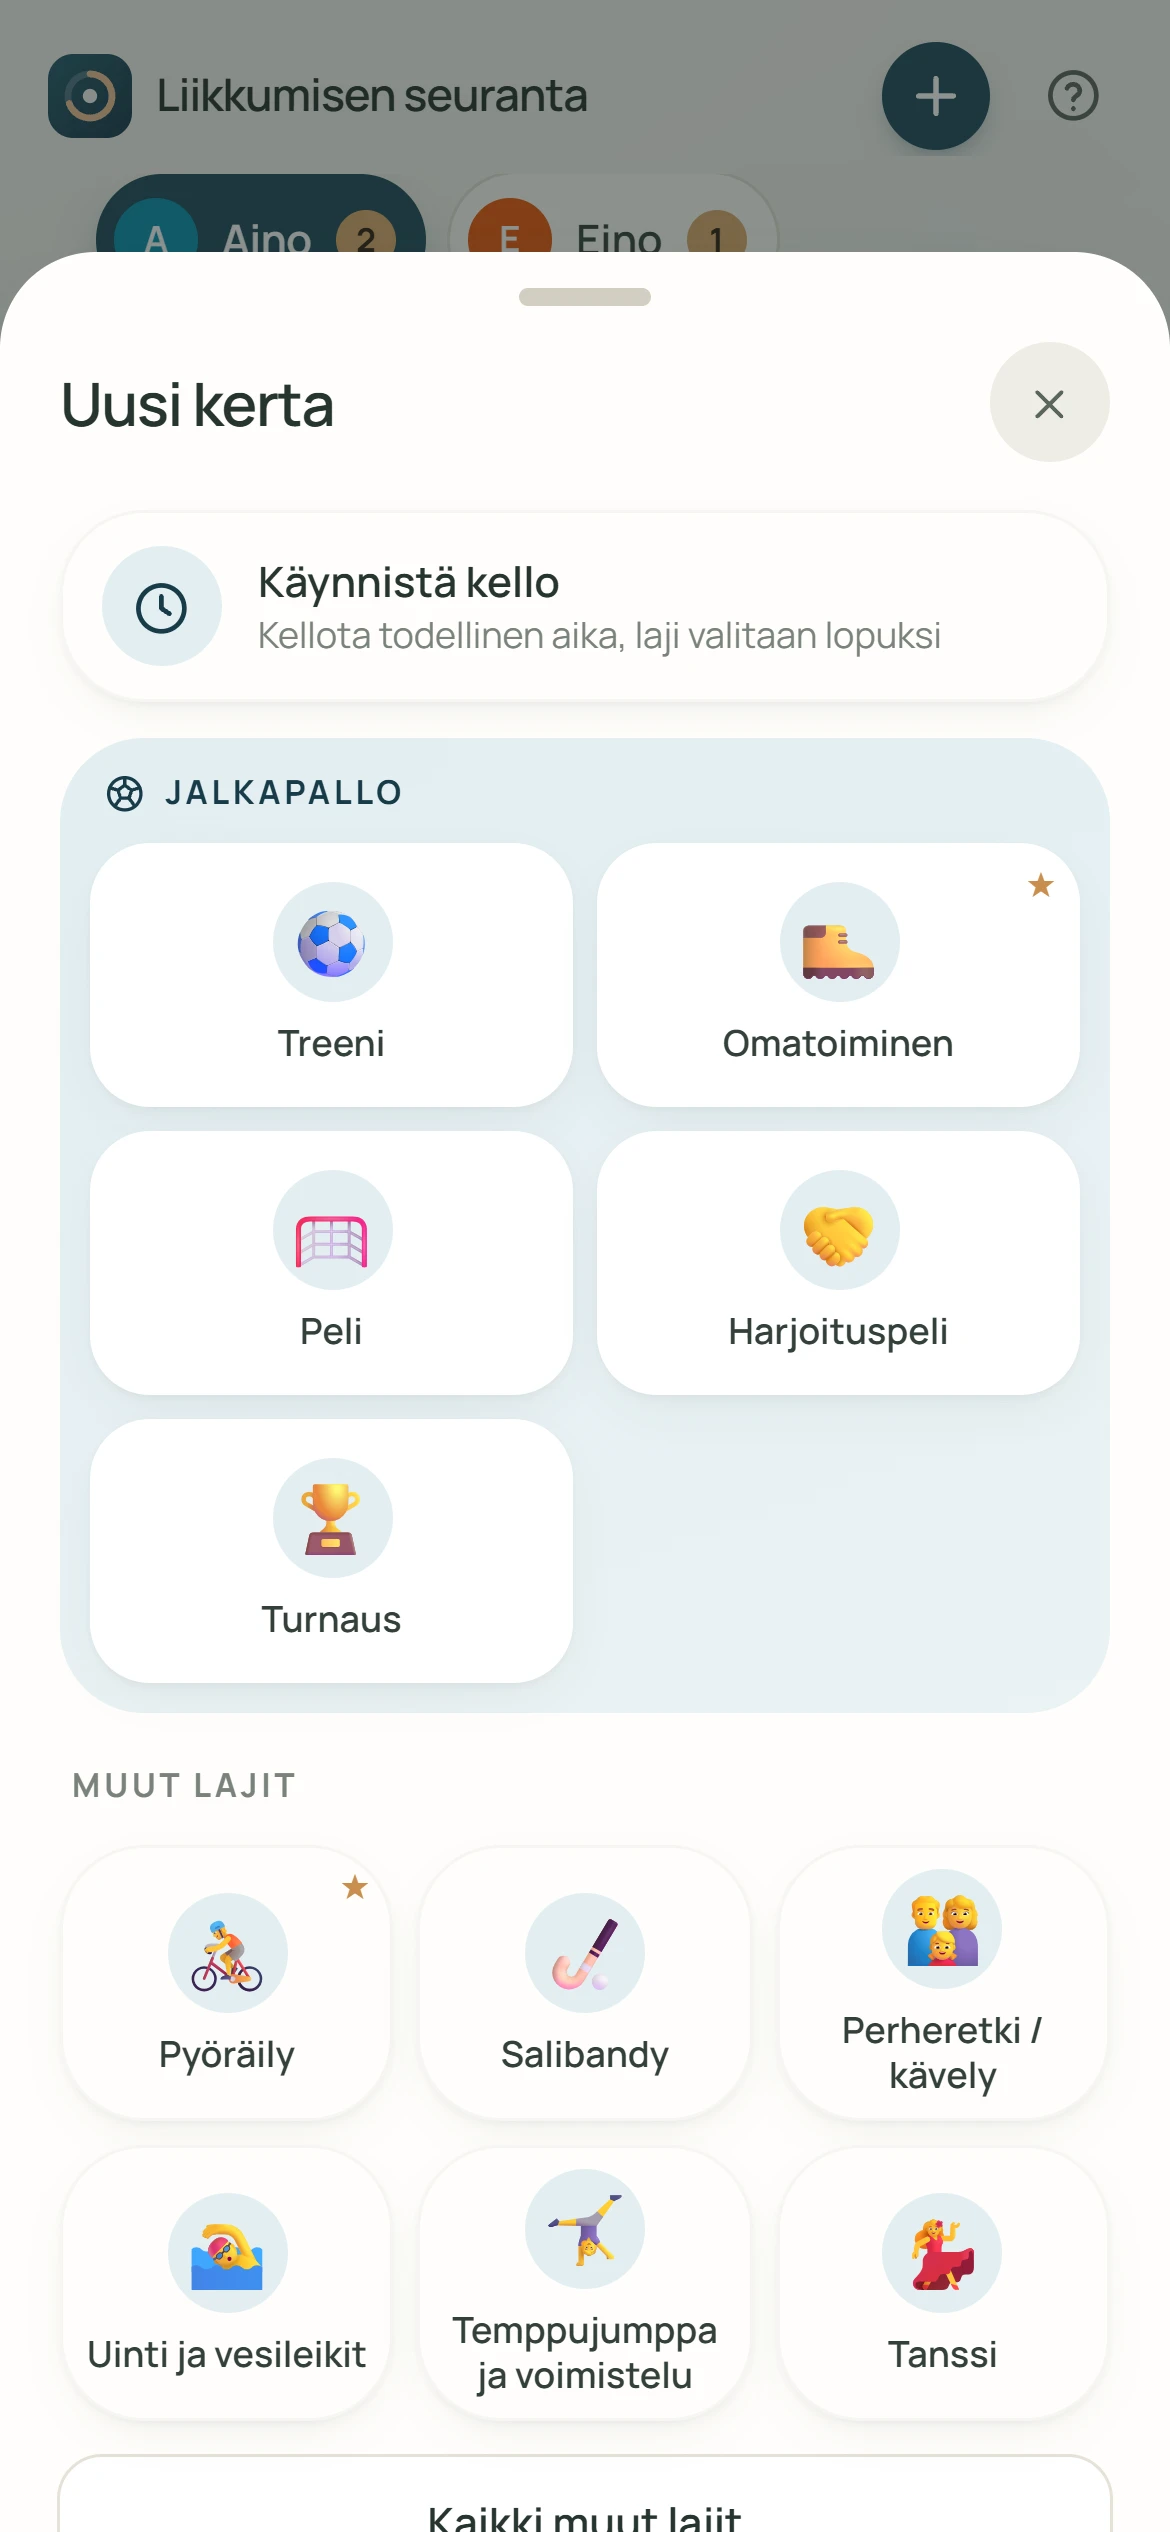 Liikkumisen seuranta
A Aino 2 E Eino 1
Uusi kerta
Käynnistä kello
Kellota todellinen aika, laji valitaan lopuksi
JALKAPALLO
Treeni Omatoiminen
Peli Harjoituspeli
Turnaus
MUUT LAJIT
Pyöräily Salibandy Perheretki /
kävely
Uinti ja vesileikit Temppujumppa
ja voimistelu Tanssi
Kaikki muut lajit